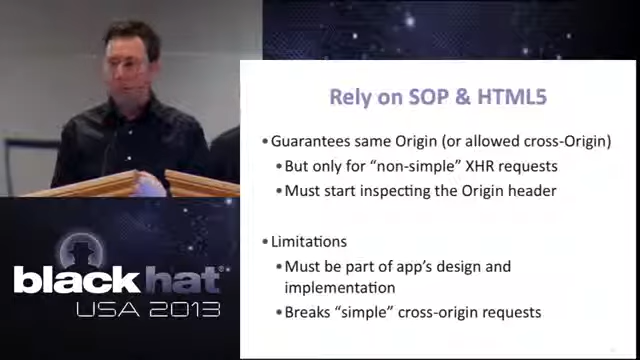 Rely on SOP & HTML5
• Guarantees same Origin (or allowed cross-Origin)
• But only for “non-simple” XHR requests
• Must start inspecting the Origin header
• Limitations
• Must be part of app’s design and
implementation
• Breaks “simple” cross-origin requests
black hat®
USA 2013